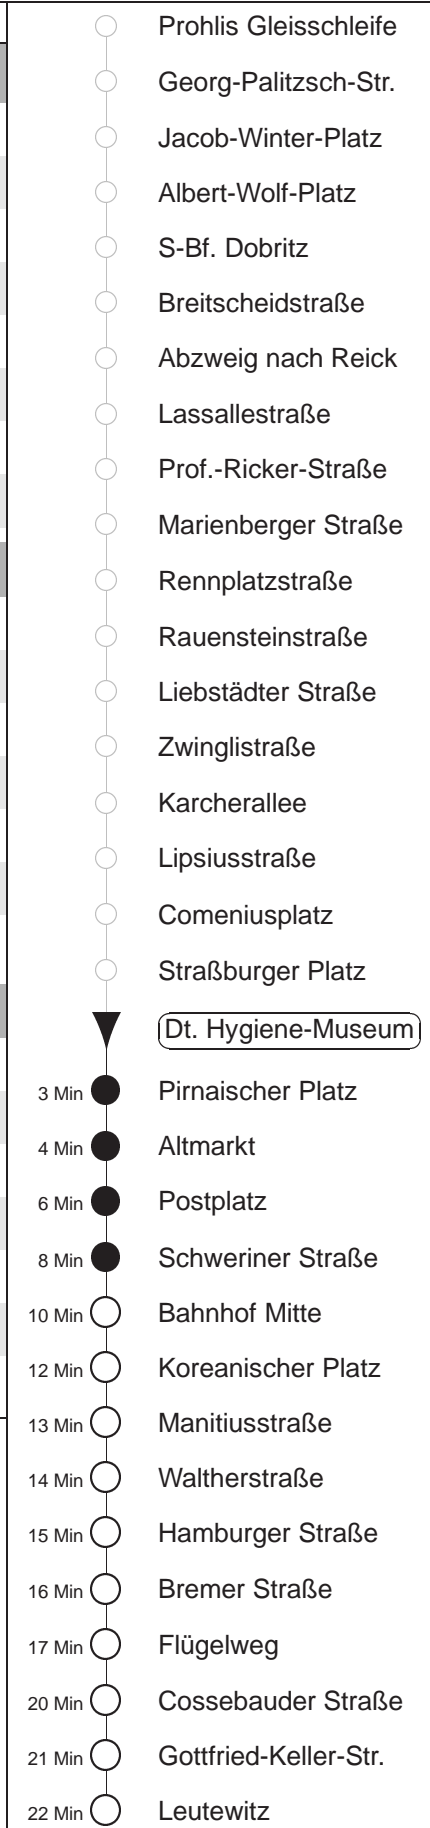 Prohlis Gleisschleife
Georg-Palitzsch-Str.
Jacob-Winter-Platz
Albert-Wolf-Platz
S-Bf. Dobritz
Breitscheidstraße
Abzweig nach Reick
Lassallestraße
Prof.-Ricker-Straße
Marienberger Straße
Rennplatzstraße
Rauensteinstraße
Liebstädter Straße
Zwinglistraße
Karcherallee
Lipsiusstraße
Comeniusplatz
Straßburger Platz
Dt. Hygiene-Museum
3 Min Pirnaischer Platz
4 Min Altmarkt
6 Min Postplatz
8 Min Schweriner Straße
10 Min Bahnhof Mitte
12 Min Koreanischer Platz
13 Min Manitiusstraße
14 Min Waltherstraße
15 Min Hamburger Straße
16 Min Bremer Straße
17 Min Flügelweg
20 Min Cossebauder Straße
21 Min Gottfried-Keller-Str.
22 Min Leutewitz